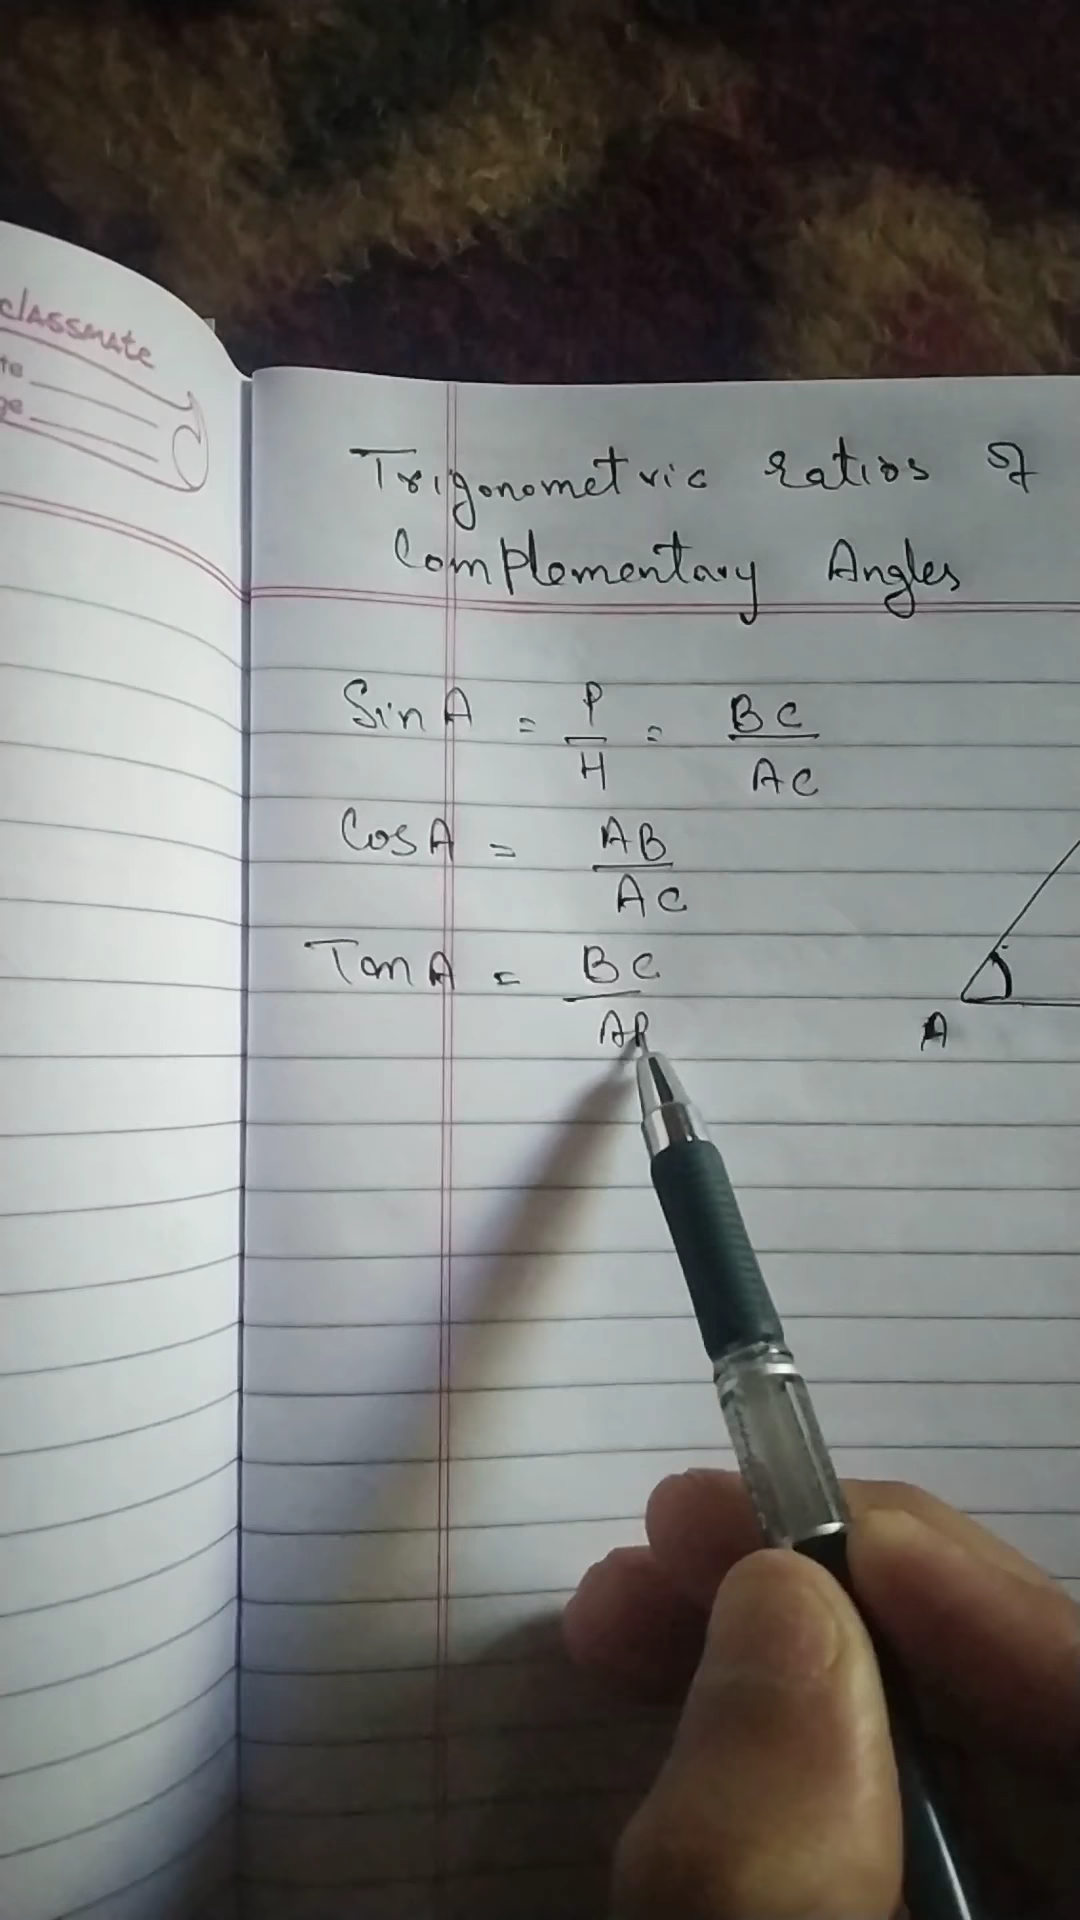 classmate
Trigonometric ratios of
Complementary Angles
Sin A = P/H = BC/AC
Cos A = AB/AC
Tan A = BC/AB
A